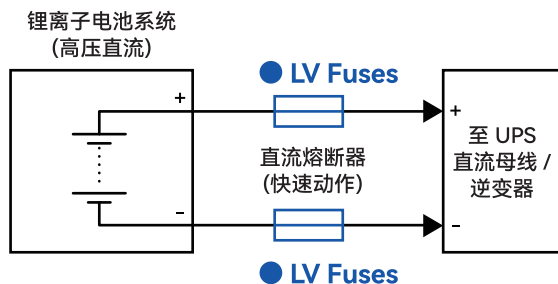 锂离子电池系统
(高压直流)
LV Fuses
+
+
至 UPS
直流母线 /
逆变器
直流熔断器
(快速动作)
-
-
LV Fuses